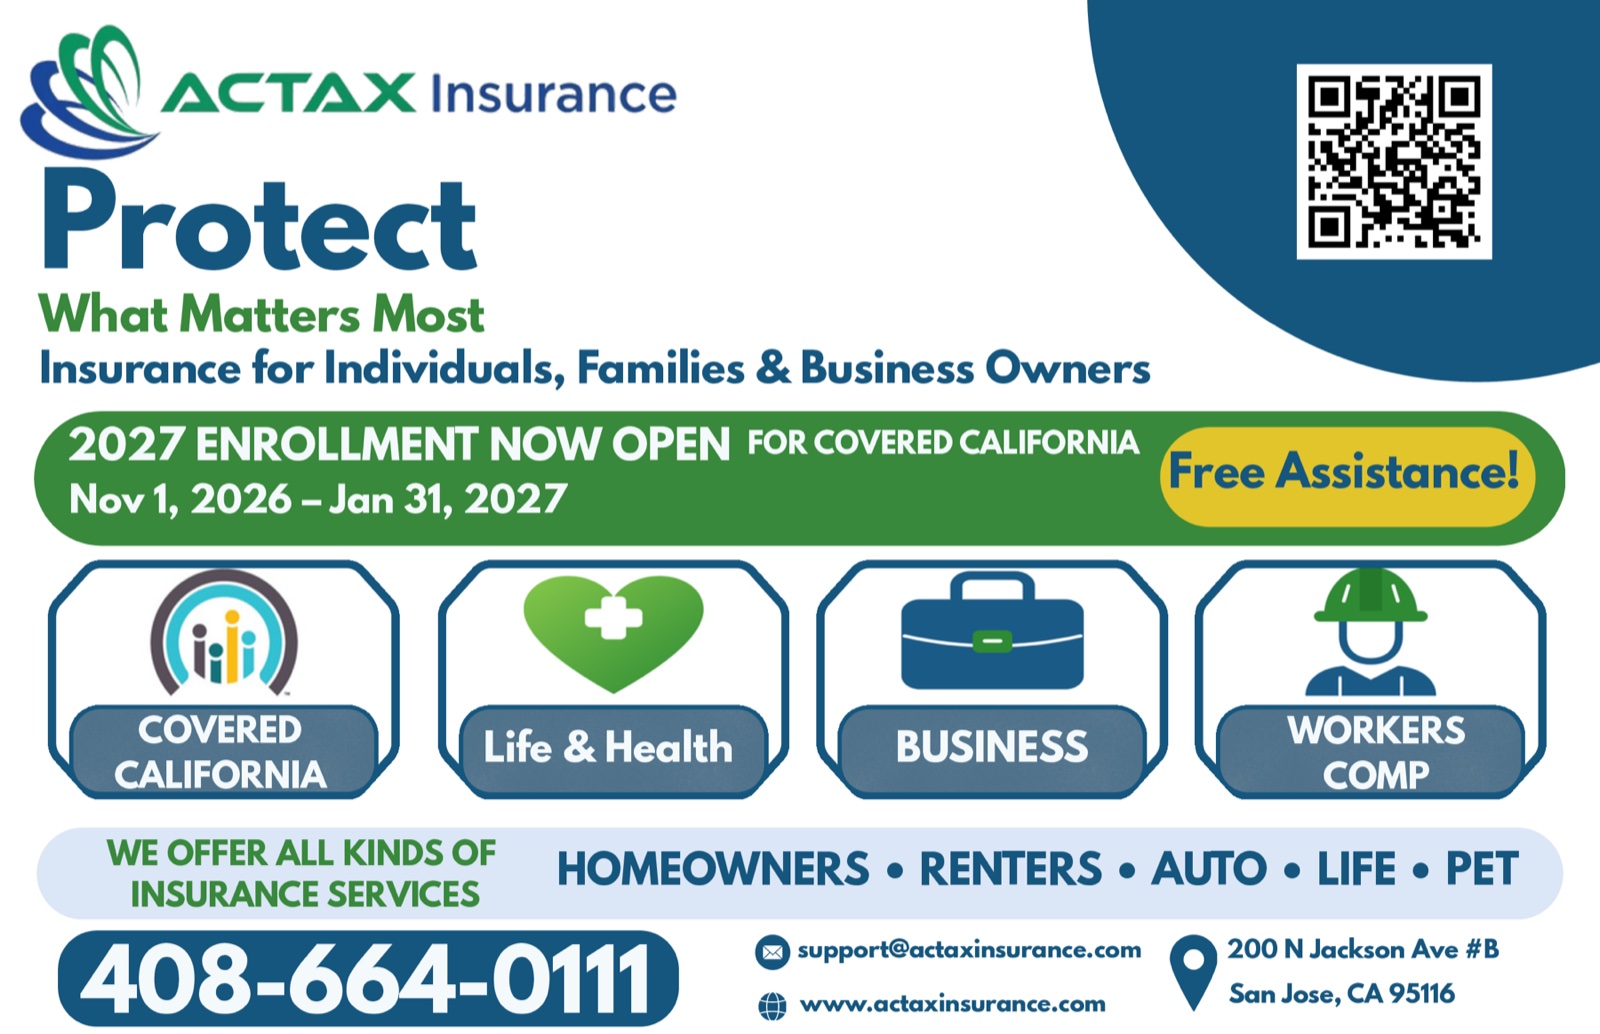 ACTAX Insurance
Protect
What Matters Most
Insurance for Individuals, Families & Business Owners
2027 ENROLLMENT NOW OPEN FOR COVERED CALIFORNIA
Nov 1, 2026 – Jan 31, 2027
Free Assistance!
COVERED
CALIFORNIA
Life & Health
BUSINESS
WORKERS
COMP
WE OFFER ALL KINDS OF
INSURANCE SERVICES
HOMEOWNERS • RENTERS • AUTO • LIFE • PET
408-664-0111
support@actaxinsurance.com
www.actaxinsurance.com
200 N Jackson Ave #B
San Jose, CA 95116